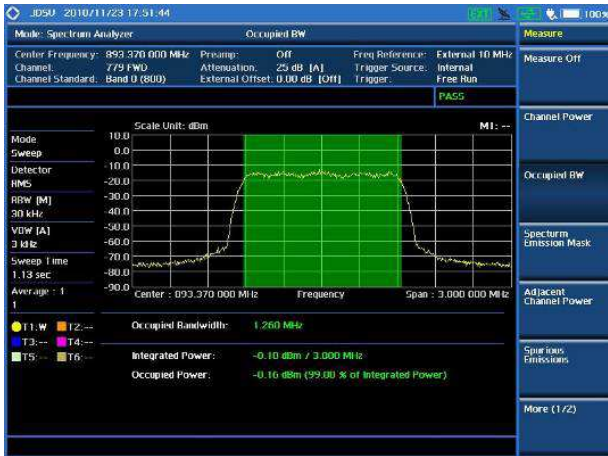 JDSU 2010/11/23 17:51:44 EXT 100%
Mode: Spectrum Analyzer Occupied BW
Measure
Center Frequency: 893.370 000 MHz Preamp: Off Freq Reference: External 10 MHz
Channel: 779 FWD Attenuation: 25 dB [A] Trigger Source: Internal
Channel Standard: Band 0 (800) External Offset: 0.00 dB [Off] Trigger: Free Run
Measure Off
PASS
Channel Power
Scale Unit: dBm M1: --
Mode
Sweep
Detector
RMS
RBW [M]
30 kHz
VBW [A]
3 kHz
Sweep Time
1.13 sec
Average : 1
1
10.0
0.0
-10.0
-20.0
-30.0
-40.0
-50.0
-60.0
-70.0
-80.0
-90.0
Center : 893.370 000 MHz Frequency Span : 3.000 000 MHz
Occupied BW
Specturm
Emission Mask
Adjacent
Channel Power
T1:W T2:--
T3:-- T4:--
T5:-- T6:--
Occupied Bandwidth: 1.260 MHz
Integrated Power: -0.10 dBm / 3.000 MHz
Occupied Power: -0.16 dBm (99.00 % of Integrated Power)
Spurious
Emissions
More (1/2)